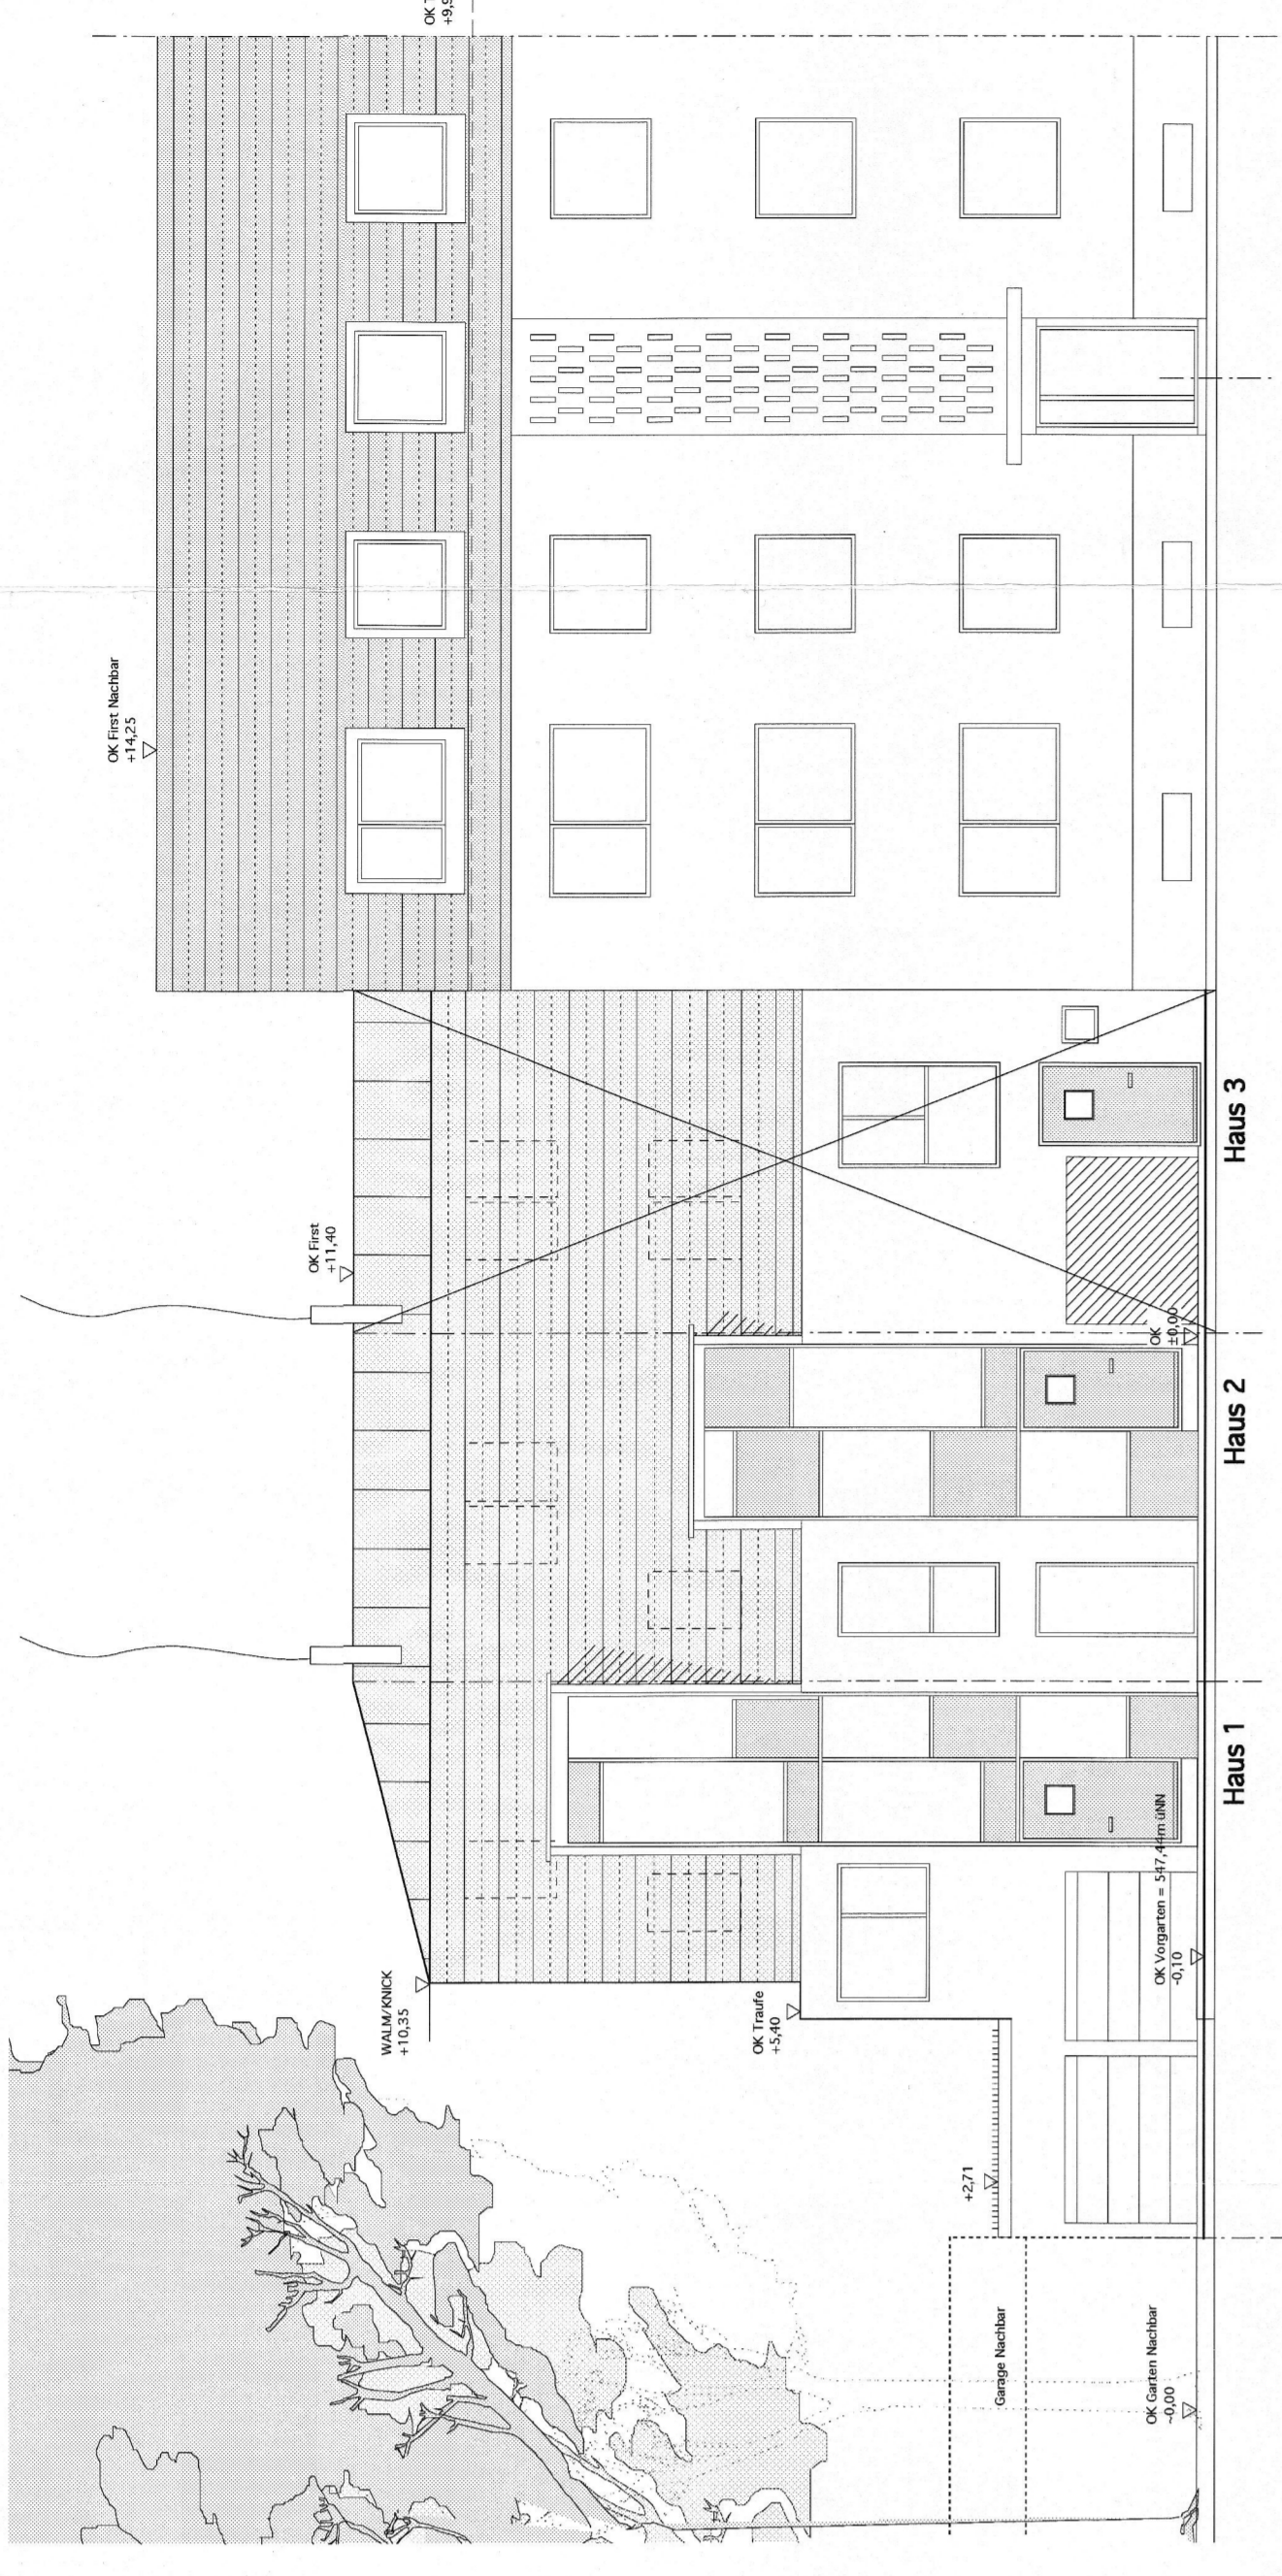 OK First Nachbar
+14,25
OK First
+11,40
WALM/KNICK
+10,35
OK Traufe
+5,40
+2,71
Garage Nachbar
OK Garten Nachbar
~0,00
OK Vorgarten = 547,44m üNN
-0,10
OK
±0,00
Haus 1
Haus 2
Haus 3